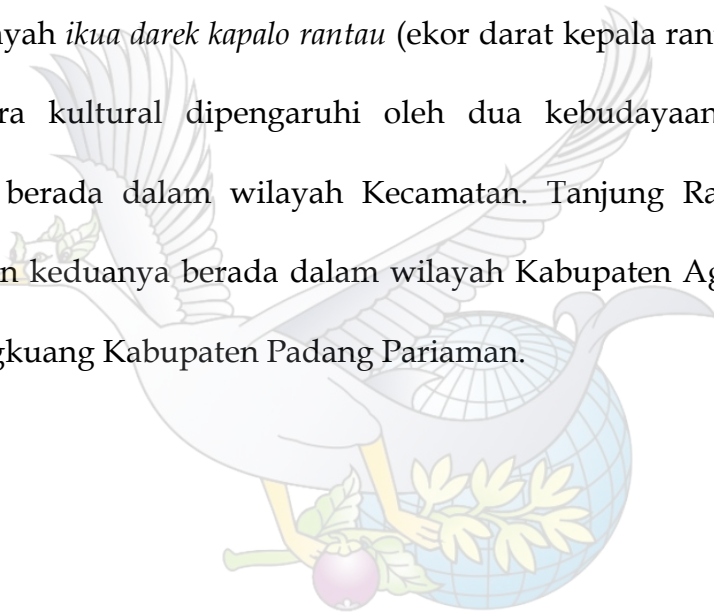 nyah ikua darek kapalo rantau (ekor darat kepala ran
ra kultural dipengaruhi oleh dua kebudayaan
berada dalam wilayah Kecamatan. Tanjung Ra
n keduanya berada dalam wilayah Kabupaten Ag
gkuang Kabupaten Padang Pariaman.